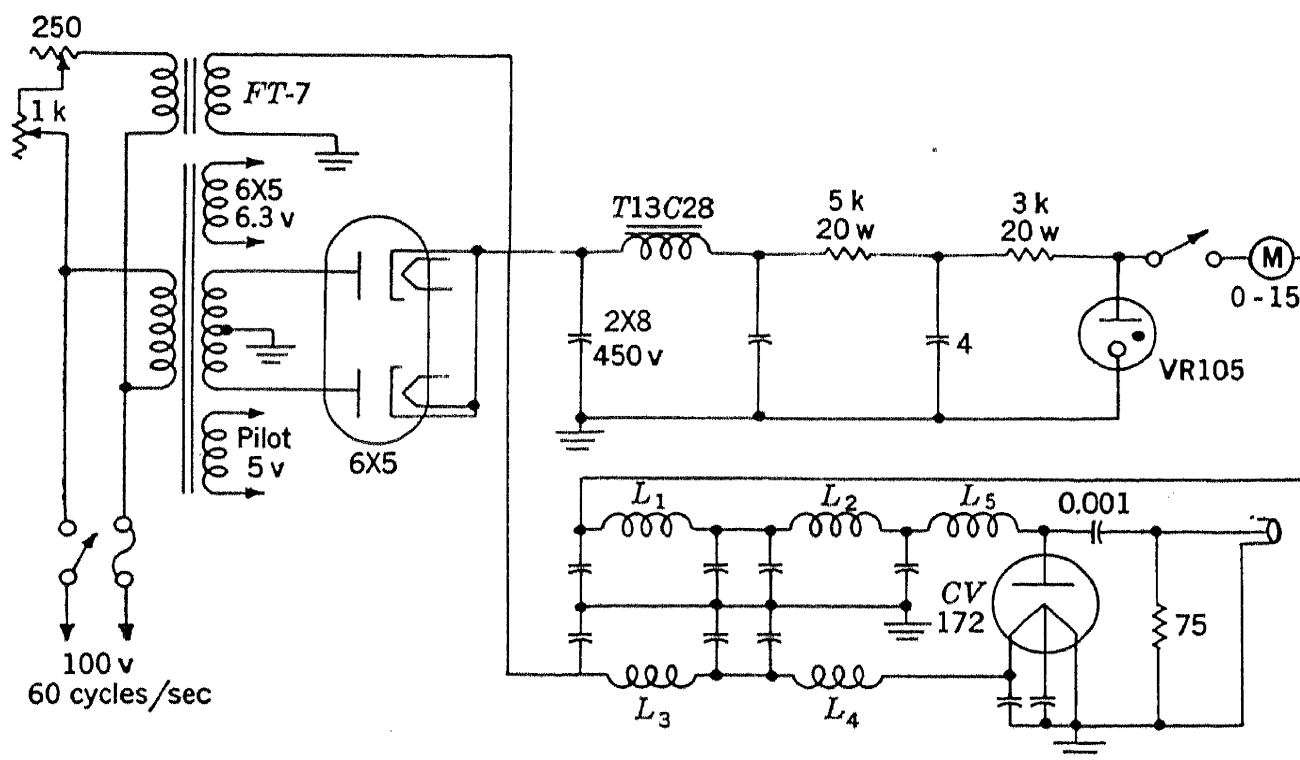 250
FT-7
1 k
6X5
6.3 v
T13C28
5 k
20 w
3 k
20 w
M
0-15
2X8
450 v
4
VR105
Pilot
5 v
6X5
L1
L2
L5
0.001
CV
172
75
100 v
60 cycles/sec
L3
L4